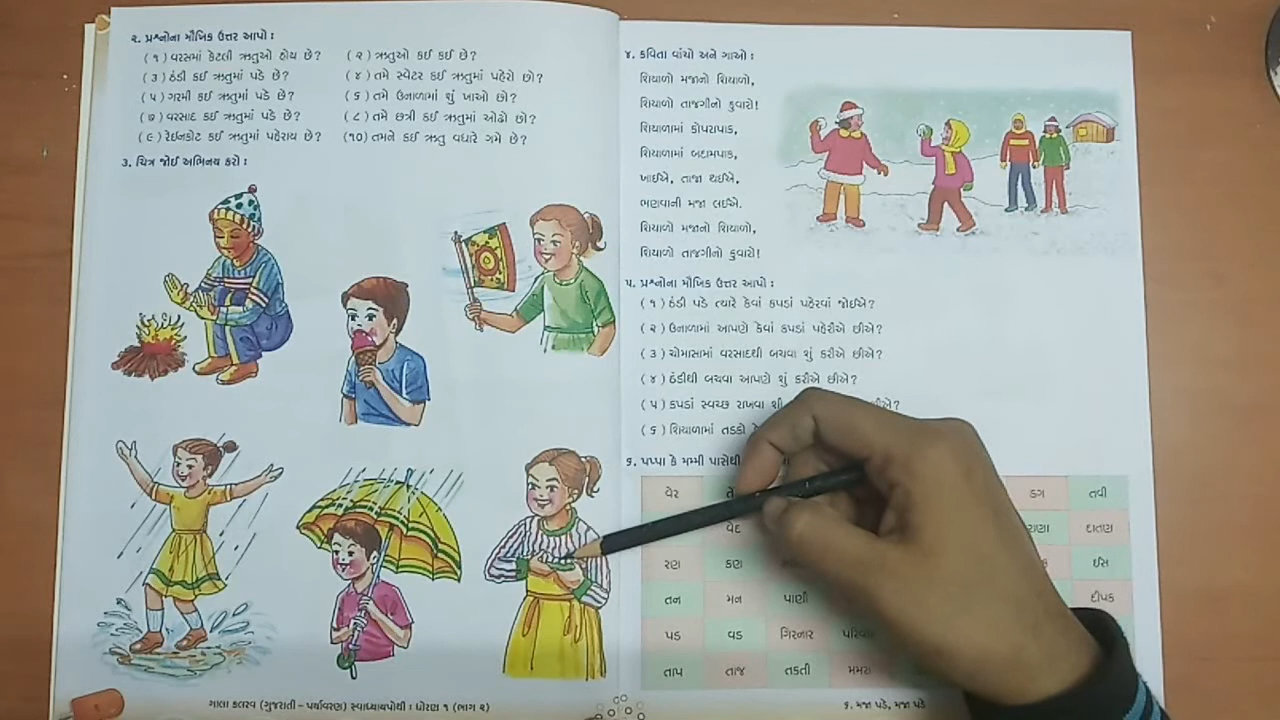 ૨. પ્રશ્નોના મૌખિક ઉત્તર આપો :
(૧) વરસમાં કેટલી ઋતુઓ હોય છે? (૨) ઋતુઓ કઈ કઈ છે?
(૩) ઠંડી કઈ ઋતુમાં પડે છે? (૪) તમે સ્વેટર કઈ ઋતુમાં પહેરો છો?
(૫) ગરમી કઈ ઋતુમાં પડે છે? (૬) તમે ઉનાળામાં શું ખાઓ છો?
(૭) વરસાદ કઈ ઋતુમાં પડે છે? (૮) તમે છત્રી કઈ ઋતુમાં ઓઢો છો?
(૯) રેઇનકોટ કઈ ઋતુમાં પહેરાય છે? (૧૦) તમને કઈ ઋતુ વધારે ગમે છે?
૩. ચિત્ર જોઈ અભિનય કરો :
ગાલા કલરવ (ગુજરાતી – પર્યાવરણ) સ્વાધ્યાયપોથી : ધોરણ ૧ (ભાગ ૨)
૪. કવિતા વાંચો અને ગાઓ :
શિયાળો મજાનો શિયાળો,
શિયાળો તાજગીનો ફુવારો!
શિયાળામાં કોપરાપાક,
શિયાળામાં બદામપાક,
ખાઈએ, તાજા થઈએ,
ભણવાની મજા લઈએ.
શિયાળો મજાનો શિયાળો,
શિયાળો તાજગીનો ફુવારો!
૫. પ્રશ્નોના મૌખિક ઉત્તર આપો :
(૧) ઠંડી પડે ત્યારે કેવાં કપડાં પહેરવાં જોઈએ?
(૨) ઉનાળામાં આપણે કેવાં કપડાં પહેરીએ છીએ?
(૩) ચોમાસામાં વરસાદથી બચવા શું કરીએ છીએ?
(૪) ઠંડીથી બચવા આપણે શું કરીએ છીએ?
(૫) કપડાં સ્વચ્છ રાખવા
(૬) શિયાળામાં તડકો
૬. પપ્પા કે મમ્મી પાસેથી
વેર ડગ તવી
વેદ દાતણ
રણ કણ ઈસ
તન મન પાણી દીપક
પડ વડ ગિરનાર
તાપ તાજ તકતી મમરા
૬. મજા પડે, મજા પડે